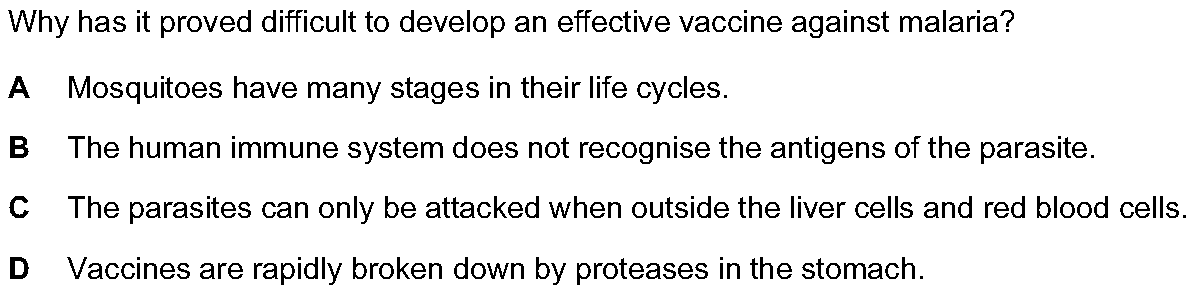 Why has it proved difficult to develop an effective vaccine against malaria?
A Mosquitoes have many stages in their life cycles.
B The human immune system does not recognise the antigens of the parasite.
C The parasites can only be attacked when outside the liver cells and red blood cells.
D Vaccines are rapidly broken down by proteases in the stomach.